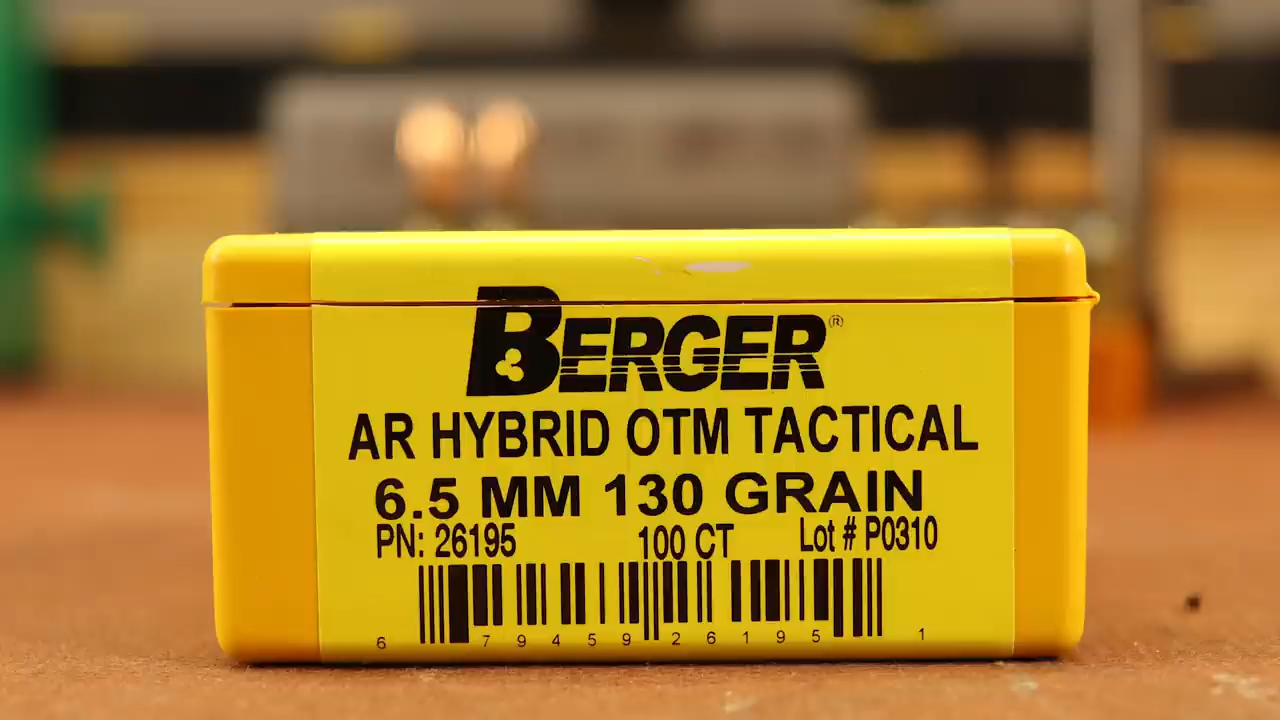 BERGER®
AR HYBRID OTM TACTICAL
6.5 MM 130 GRAIN
PN: 26195 100 CT Lot # P0310
6 79459 26195 1